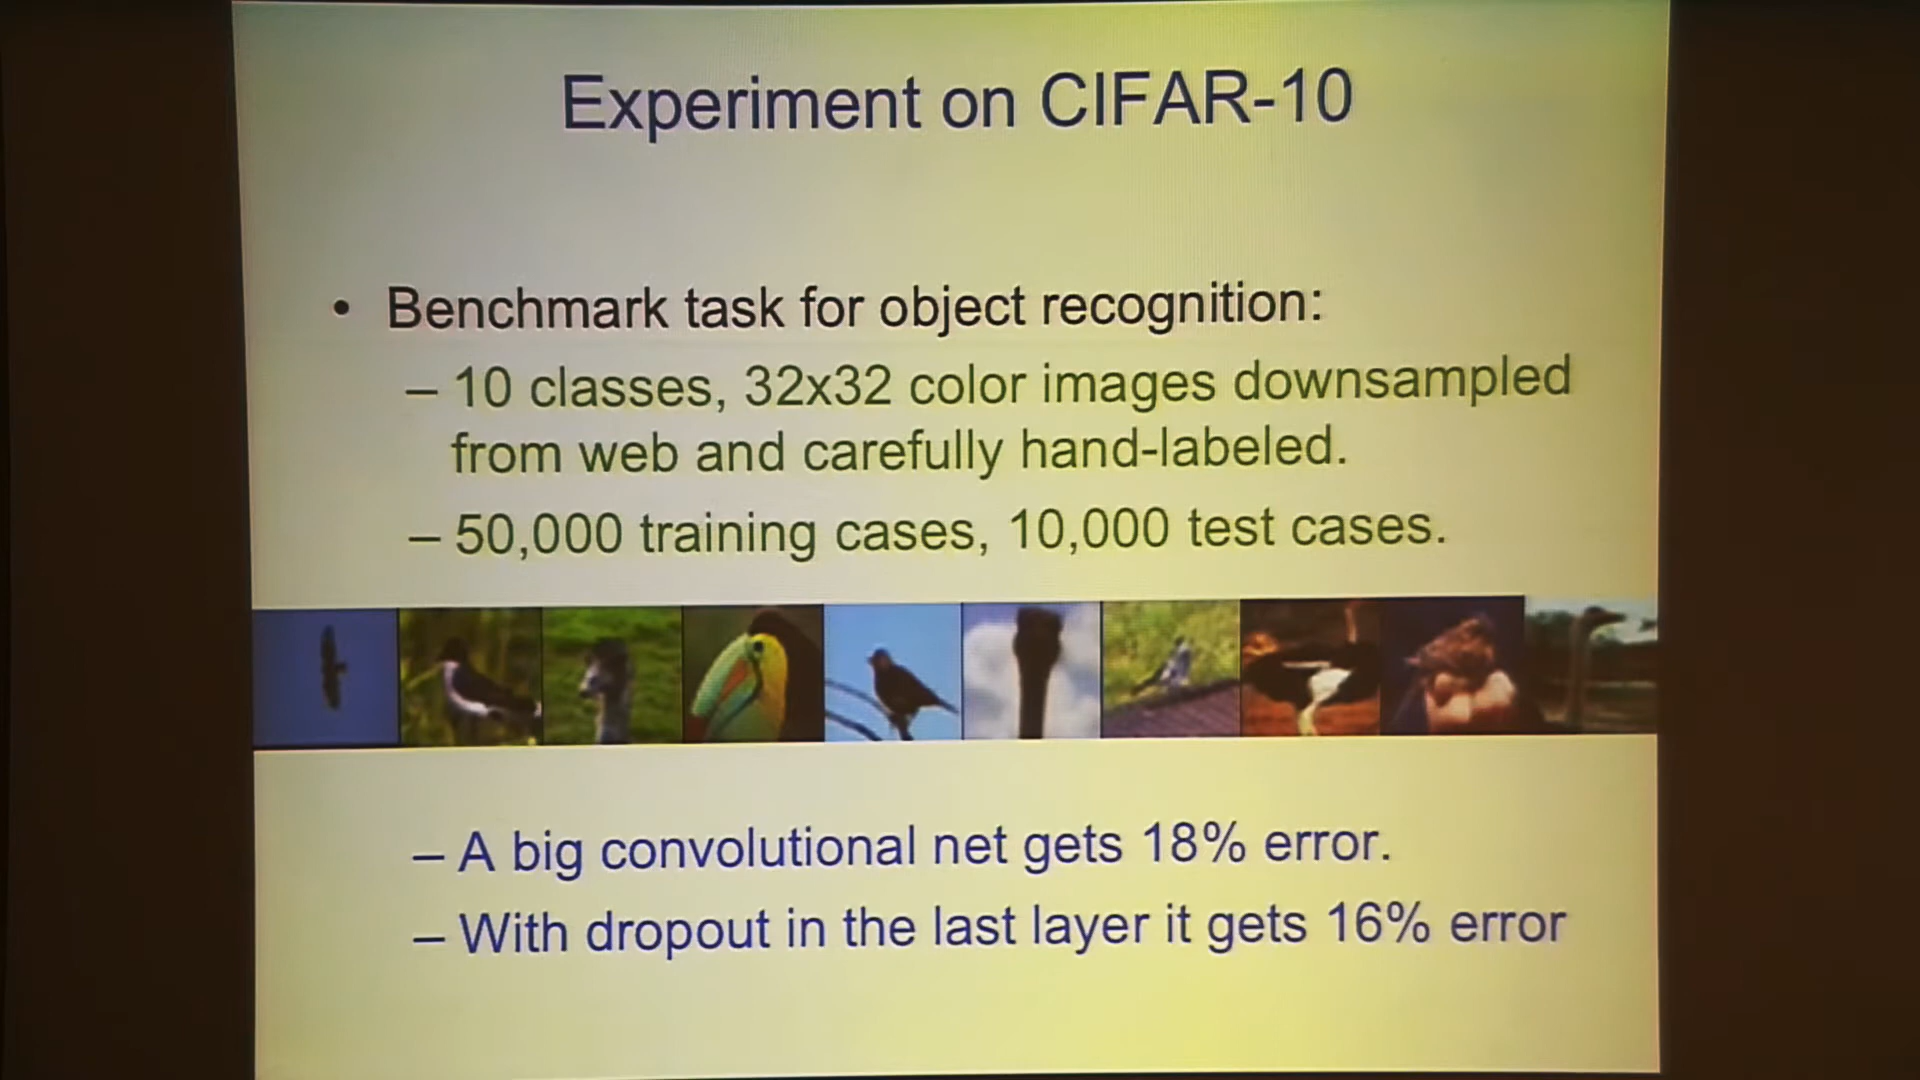 Experiment on CIFAR-10
• Benchmark task for object recognition:
– 10 classes, 32x32 color images downsampled
from web and carefully hand-labeled.
– 50,000 training cases, 10,000 test cases.
– A big convolutional net gets 18% error.
– With dropout in the last layer it gets 16% error